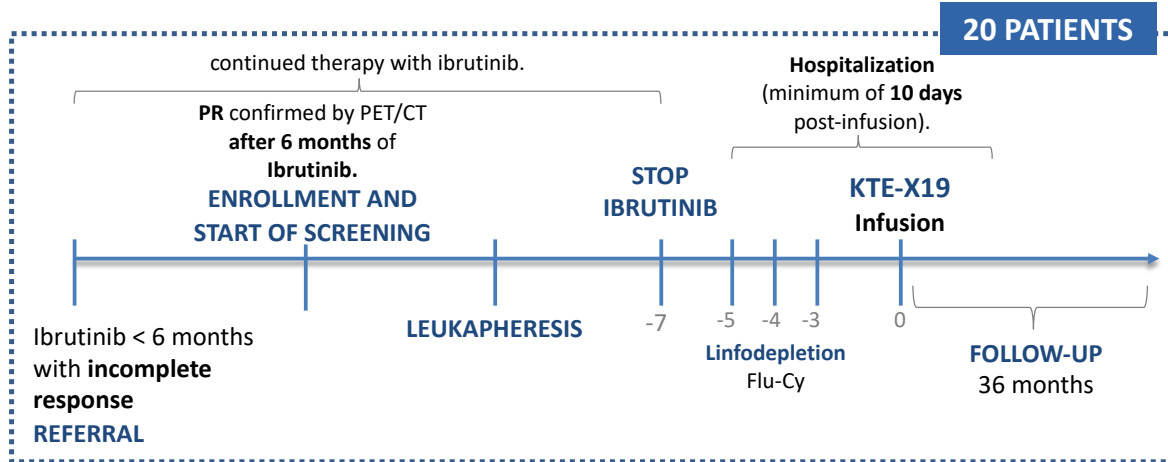 20 PATIENTS
continued therapy with ibrutinib.
PR confirmed by PET/CT
after 6 months of
Ibrutinib.
ENROLLMENT AND
START OF SCREENING
STOP
IBRUTINIB
Hospitalization
(minimum of 10 days
post-infusion).
KTE-X19
Infusion
Ibrutinib < 6 months
with incomplete
response
REFERRAL
LEUKAPHERESIS
-7
-5
-4
-3
0
Linfodepletion
Flu-Cy
FOLLOW-UP
36 months